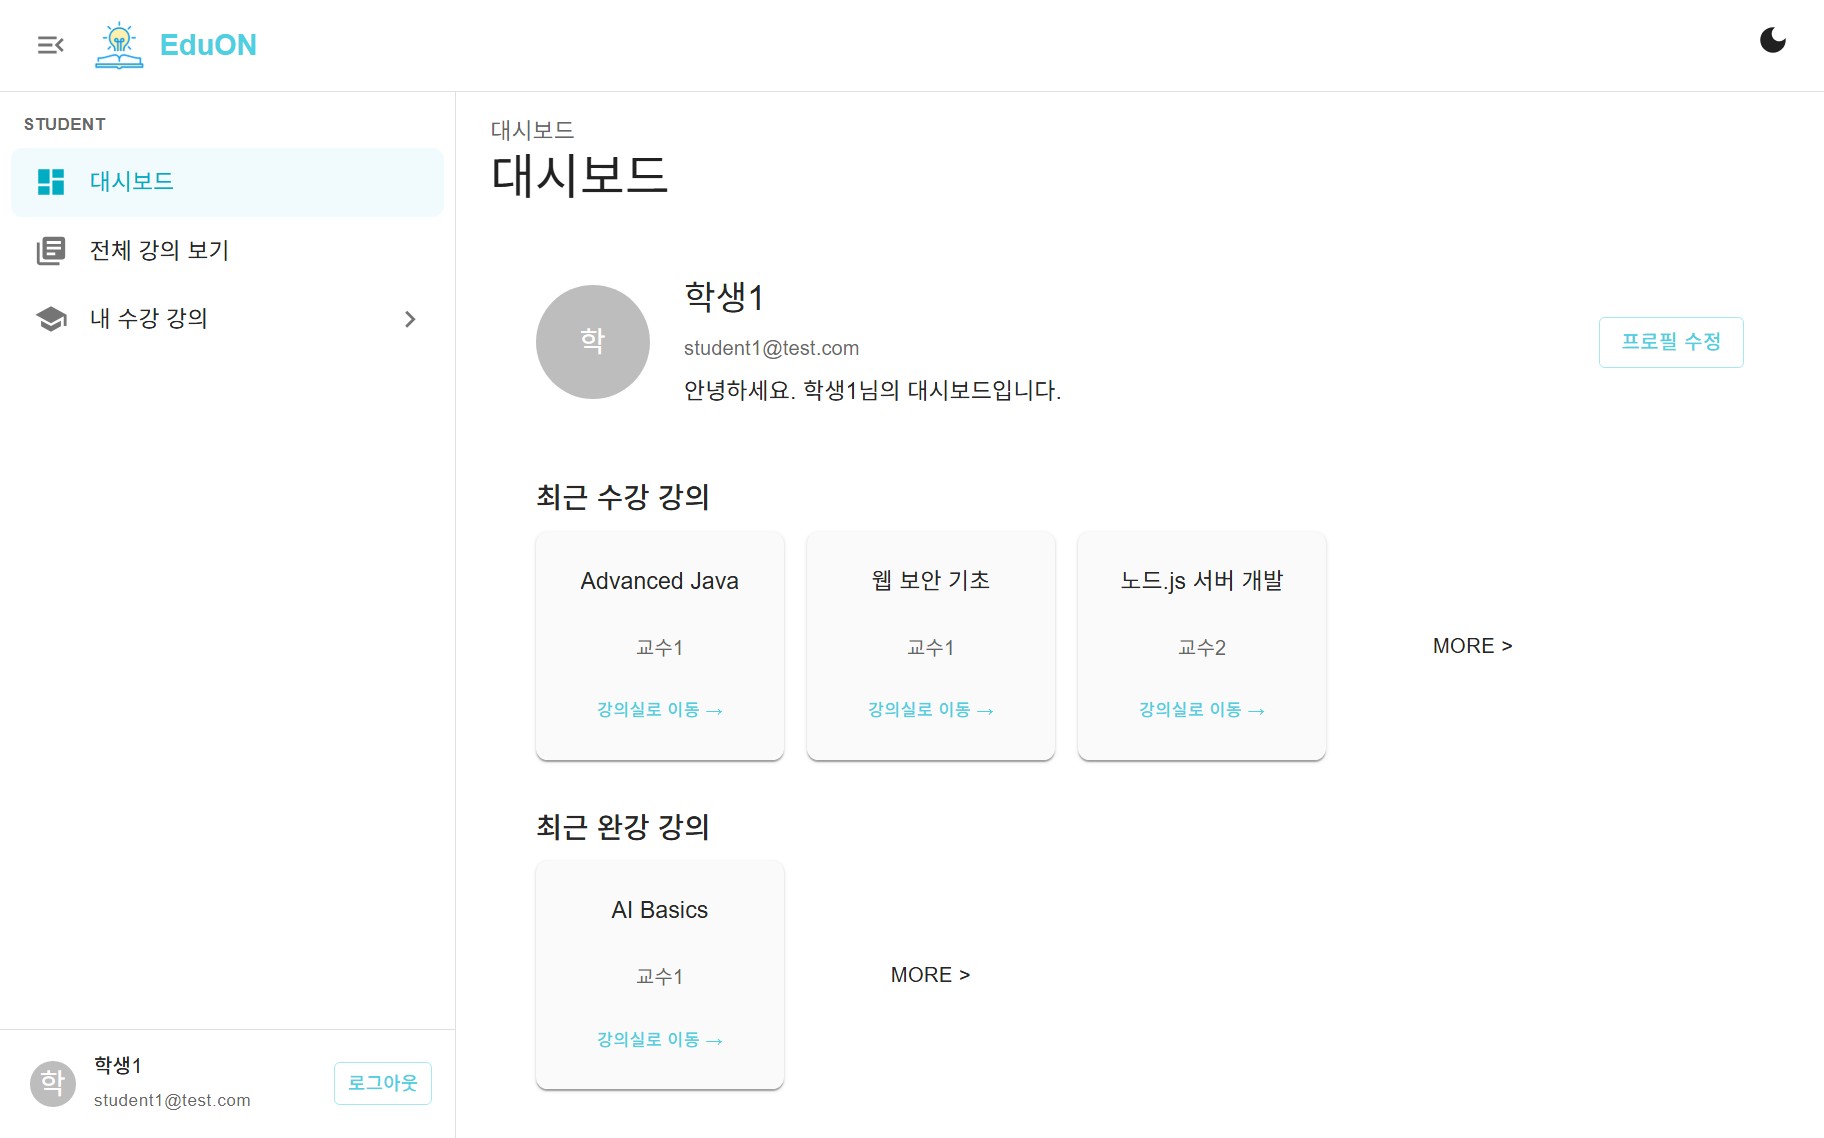 EduON
STUDENT
대시보드
전체 강의 보기
내 수강 강의
대시보드
대시보드
학
학생1
student1@test.com
안녕하세요. 학생1님의 대시보드입니다.
프로필 수정
최근 수강 강의
Advanced Java
교수1
강의실로 이동 →
웹 보안 기초
교수1
강의실로 이동 →
노드.js 서버 개발
교수2
강의실로 이동 →
MORE >
최근 완강 강의
AI Basics
교수1
강의실로 이동 →
MORE >
학
학생1
student1@test.com
로그아웃